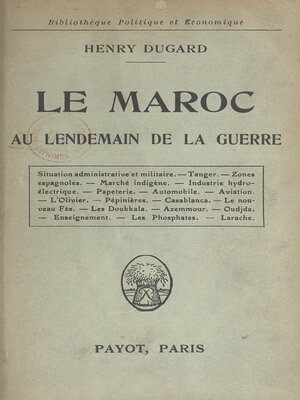 Bibliothèque Politique et Economique
HENRY DUGARD
LE MAROC
AU LENDEMAIN DE LA GUERRE
Situation administrative et militaire. — Tanger. — Zones
espagnoles. — Marché indigène. — Industrie hydro-
électrique. — Papeterie. — Automobile. — Aviation.
— L'Olivier. — Pépinières. — Casablanca. — Le nou-
veau Fès. — Les Doukkala. — Azemmour. — Oudjda.
— Enseignement. — Les Phosphates. — Larache.
PAYOT, PARIS